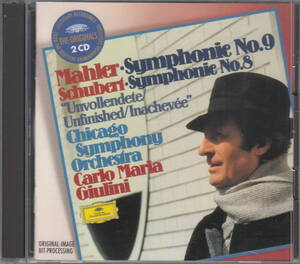 THE ORIGINALS
2 CD
Mahler·Symphonie No.9
Schubert·Symphonie No.8
"Unvollendete/
Unfinished/Inachevée"
Chicago
Symphony
Orchestra
Carlo Maria
Giulini
ORIGINAL-IMAGE
BIT-PROCESSING